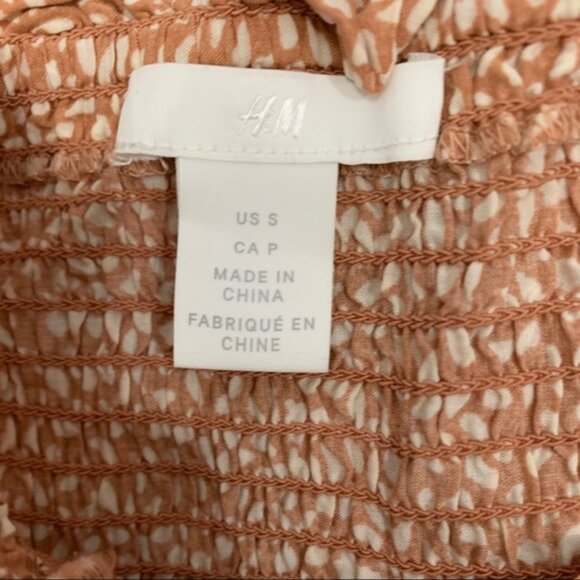 H&M
US S
CA P
MADE IN
CHINA
FABRIQUÉ EN
CHINE